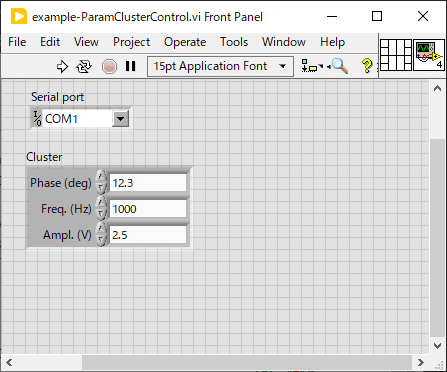 example-ParamClusterControl.vi Front Panel
File Edit View Project Operate Tools Window Help
15pt Application Font
?
4
Serial port
I/O COM1
Cluster
Phase (deg) 12.3
Freq. (Hz) 1000
Ampl. (V) 2.5